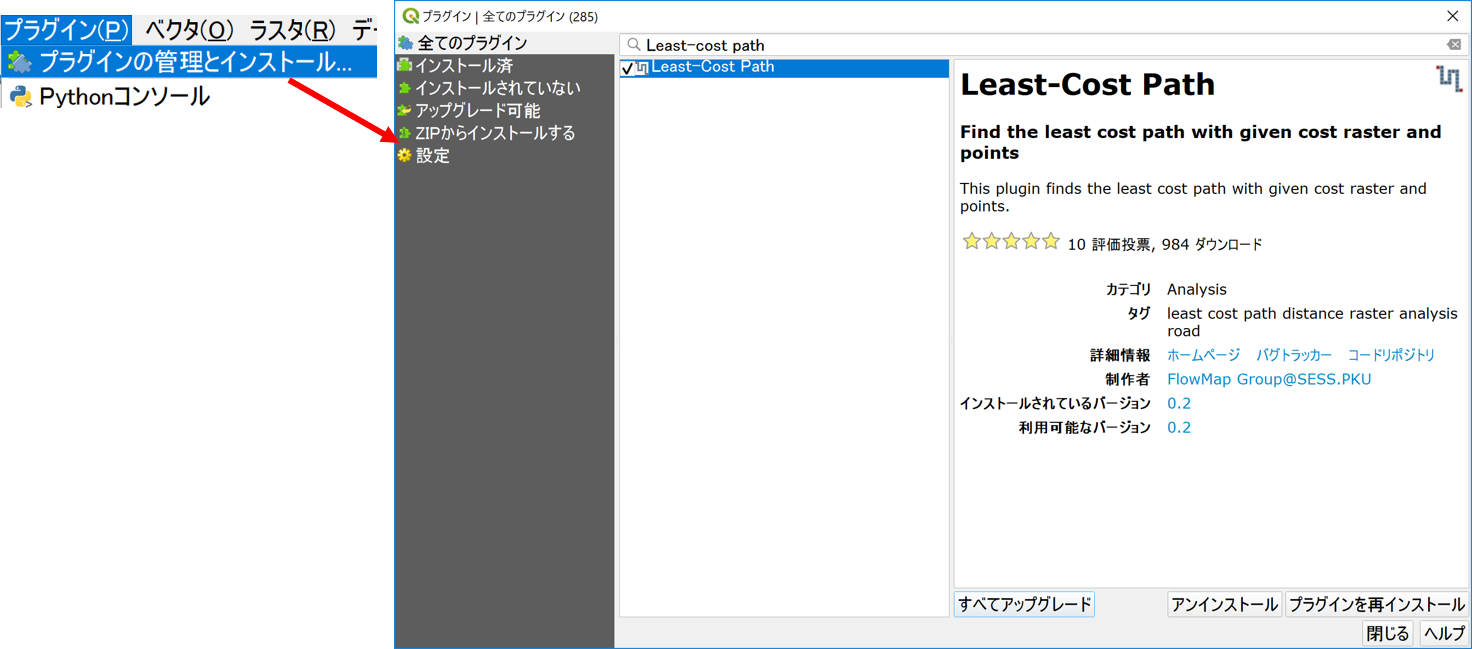 プラグイン(P) ベクタ(O) ラスタ(R) デー
プラグインの管理とインストール...
Pythonコンソール
プラグイン | 全てのプラグイン (285)
全てのプラグイン
インストール済
インストールされていない
アップグレード可能
ZIPからインストールする
設定
Least-cost path
Least-Cost Path
Least-Cost Path
Find the least cost path with given cost raster and
points
This plugin finds the least cost path with given cost raster and
points.
10 評価投票, 984 ダウンロード
カテゴリ Analysis
タグ least cost path distance raster analysis
road
詳細情報 ホームページ バグトラッカー コードリポジトリ
制作者 FlowMap Group@SESS.PKU
インストールされているバージョン 0.2
利用可能なバージョン 0.2
すべてアップグレード アンインストール プラグインを再インストール
閉じる ヘルプ